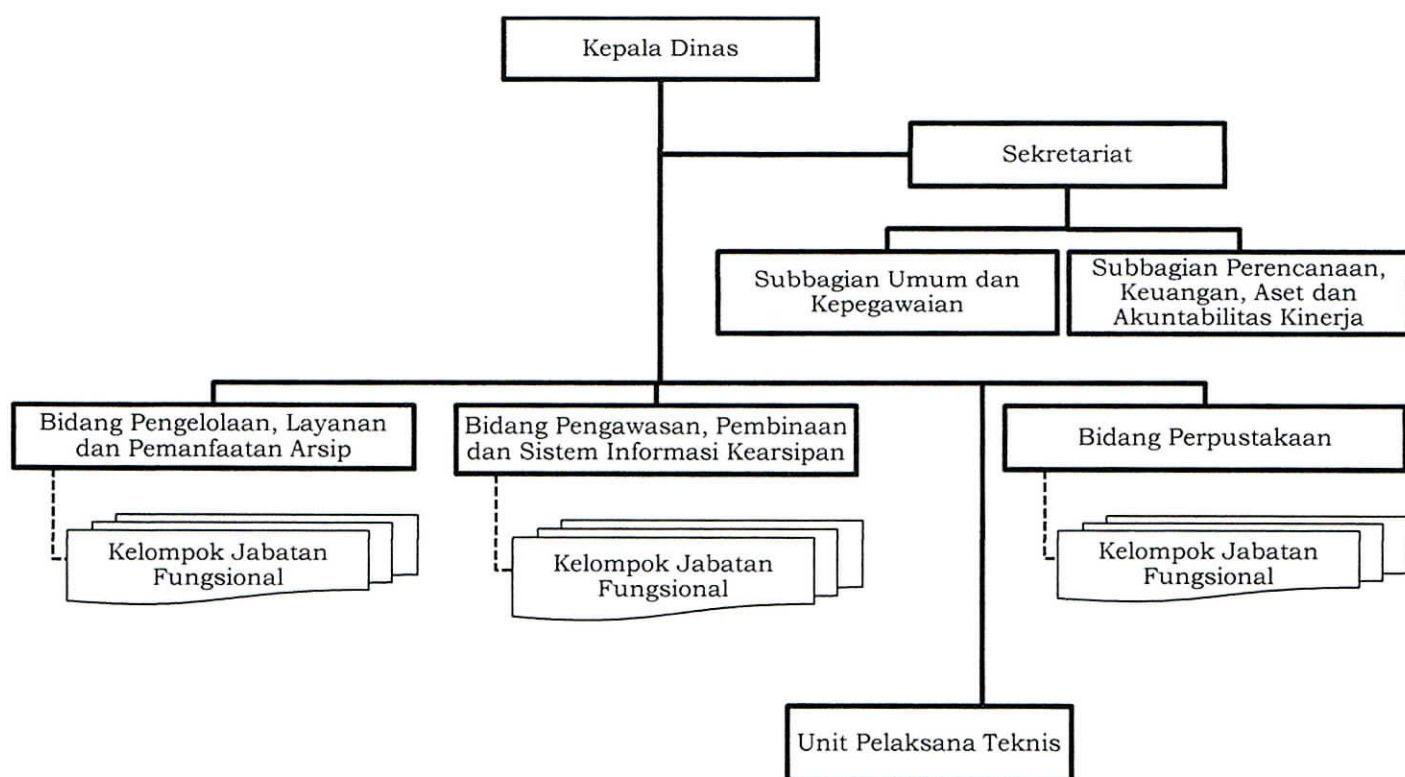 Kepala Dinas
Sekretariat
Subbagian Umum dan
Kepegawaian
Subbagian Perencanaan,
Keuangan, Aset dan
Akuntabilitas Kinerja
Bidang Pengelolaan, Layanan
dan Pemanfaatan Arsip
Bidang Pengawasan, Pembinaan
dan Sistem Informasi Kearsipan
Bidang Perpustakaan
Kelompok Jabatan
Fungsional
Kelompok Jabatan
Fungsional
Kelompok Jabatan
Fungsional
Unit Pelaksana Teknis